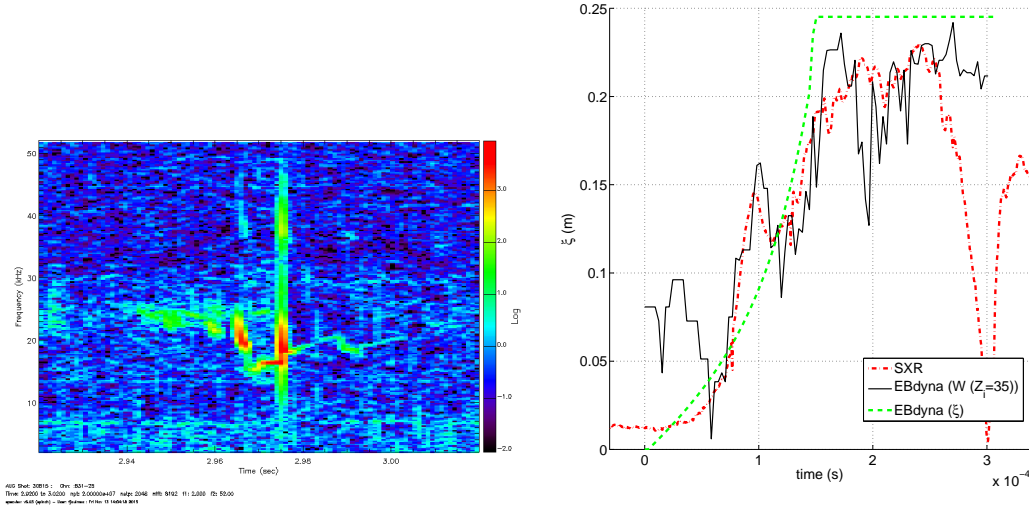 50
40
30
20
10
Frequency (kHz)
2.94
2.96
2.98
3.00
Time (sec)
3.0
2.0
1.0
0.0
-1.0
-2.0
Log
AUG Shot: 30815 : Chn: B31-
0.25
0.2
0.15
0.1
0.05
0
ξ (m)
0
1
2
3
x 10⁻⁴
time (s)
SXR
EBdyna (W (Z_i=35))
EBdyna (ξ)